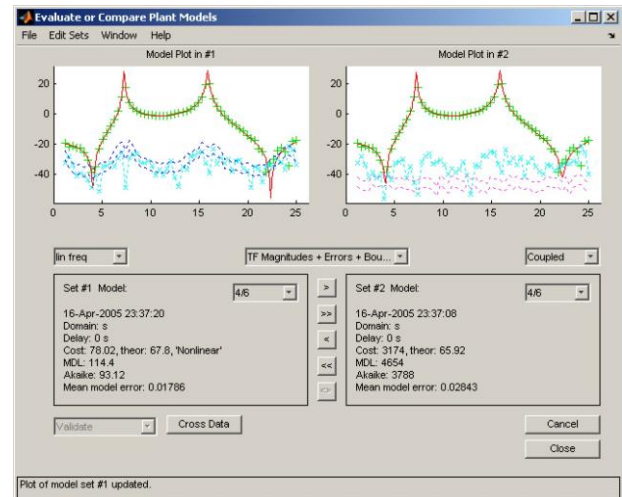 Evaluate or Compare Plant Models
File Edit Sets Window Help
Model Plot in #1
20
0
-20
-40
0 5 10 15 20 25
Model Plot in #2
20
0
-20
-40
0 5 10 15 20 25
lin freq
TF Magnitudes + Errors + Bou...
Coupled
Set #1 Model:
4/6
16-Apr-2005 23:37:20
Domain: s
Delay: 0 s
Cost: 78.02, theor: 67.8, 'Nonlinear'
MDL: 114.4
Akaike: 93.12
Mean model error: 0.01786
>
>>
<
<<
<>
Set #2 Model:
4/6
16-Apr-2005 23:37:08
Domain: s
Delay: 0 s
Cost: 3174, theor: 65.92
MDL: 4654
Akaike: 3788
Mean model error: 0.02843
Validate
Cross Data
Cancel
Close
Plot of model set #1 updated.